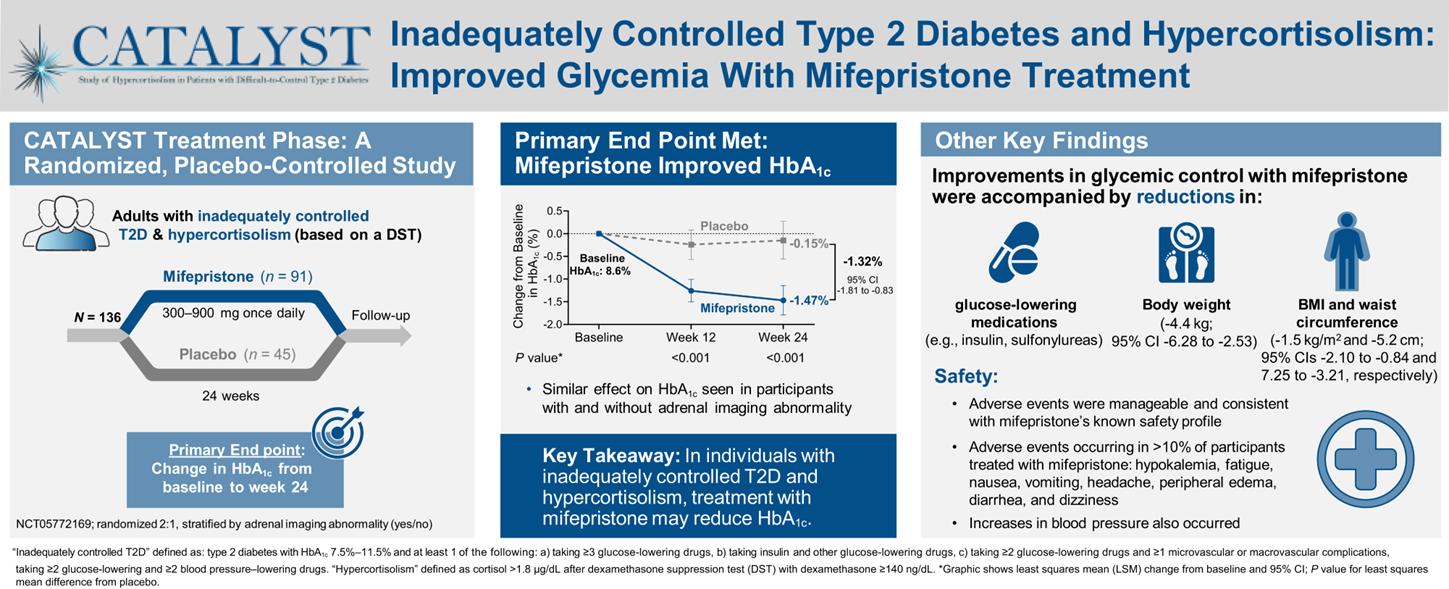 CATALYST
Study of Hypercortisolism in Patients with Difficult-to-Control Type 2 Diabetes
Inadequately Controlled Type 2 Diabetes and Hypercortisolism:
Improved Glycemia With Mifepristone Treatment
CATALYST Treatment Phase: A
Randomized, Placebo-Controlled Study
Adults with inadequately controlled
T2D & hypercortisolism (based on a DST)
Mifepristone (n = 91)
N = 136
300–900 mg once daily
Follow-up
Placebo (n = 45)
24 weeks
Primary End point:
Change in HbA1c from
baseline to week 24
NCT05772169; randomized 2:1, stratified by adrenal imaging abnormality (yes/no)
Primary End Point Met:
Mifepristone Improved HbA1c
Change from Baseline
in HbA1c (%)
0.5
0.0
-0.5
-1.0
-1.5
-2.0
Placebo
-0.15%
Baseline
HbA1c: 8.6%
-1.32%
95% CI
-1.81 to -0.83
Mifepristone
-1.47%
Baseline
Week 12
Week 24
P value*
<0.001
<0.001
• Similar effect on HbA1c seen in participants
with and without adrenal imaging abnormality
Key Takeaway: In individuals with
inadequately controlled T2D and
hypercortisolism, treatment with
mifepristone may reduce HbA1c.
Other Key Findings
Improvements in glycemic control with mifepristone
were accompanied by reductions in:
glucose-lowering
medications
(e.g., insulin, sulfonylureas)
Body weight
(-4.4 kg;
95% CI -6.28 to -2.53)
BMI and waist
circumference
(-1.5 kg/m2 and -5.2 cm;
95% CIs -2.10 to -0.84 and
7.25 to -3.21, respectively)
Safety:
• Adverse events were manageable and consistent
with mifepristone's known safety profile
• Adverse events occurring in >10% of participants
treated with mifepristone: hypokalemia, fatigue,
nausea, vomiting, headache, peripheral edema,
diarrhea, and dizziness
• Increases in blood pressure also occurred
"Inadequately controlled T2D" defined as: type 2 diabetes with HbA1c 7.5%–11.5% and at least 1 of the following: a) taking ≥3 glucose-lowering drugs, b) taking insulin and other glucose-lowering drugs, c) taking ≥2 glucose-lowering drugs and ≥1 microvascular or macrovascular complications,
taking ≥2 glucose-lowering and ≥2 blood pressure–lowering drugs. "Hypercortisolism" defined as cortisol >1.8 µg/dL after dexamethasone suppression test (DST) with dexamethasone ≥140 ng/dL. *Graphic shows least squares mean (LSM) change from baseline and 95% CI; P value for least squares
mean difference from placebo.